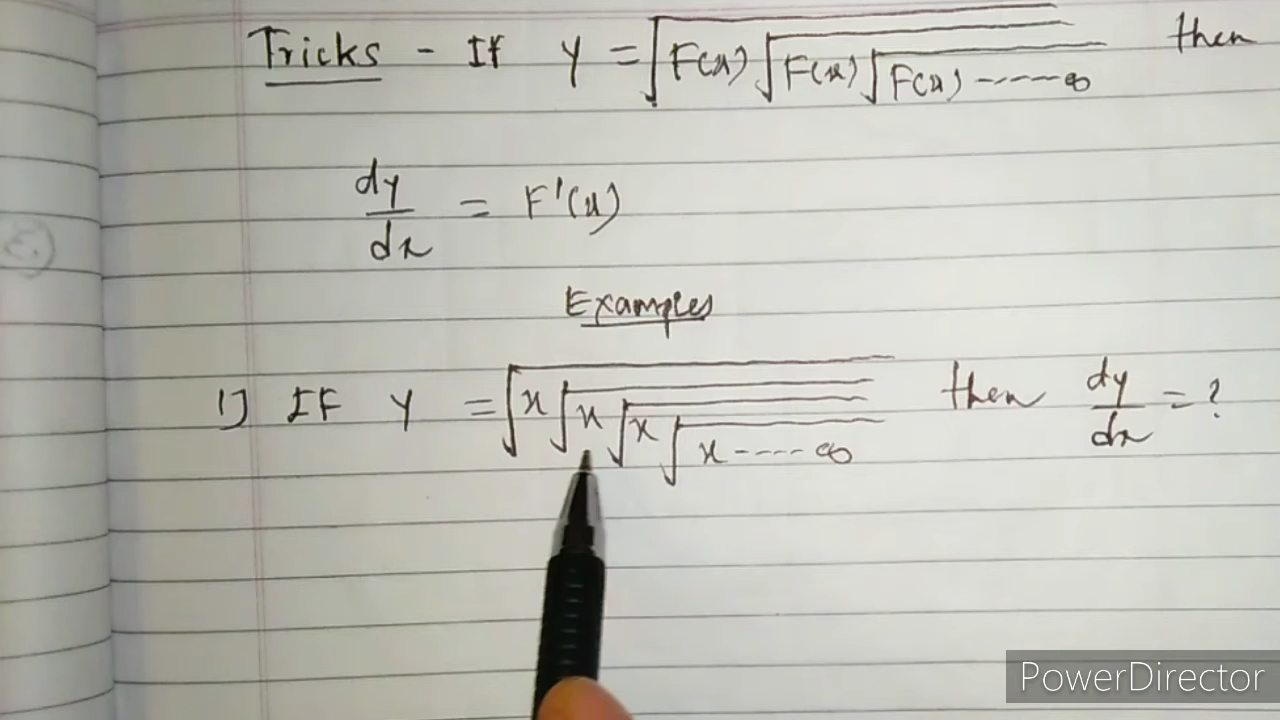 Tricks - If y = √F(x)√F(x)√F(x)-----∞ then
dy/dx = F'(x)
Examples
1) If y = √x√x√x√x----∞ then dy/dx = ?
PowerDirector